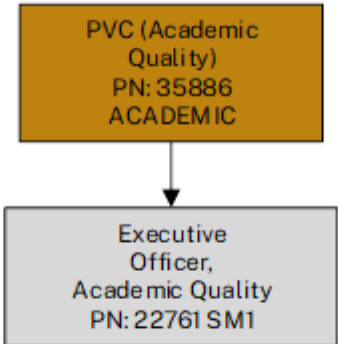 PVC (Academic
Quality)
PN: 35886
ACADEMIC
Executive
Officer,
Academic Quality
PN: 22761 SM1